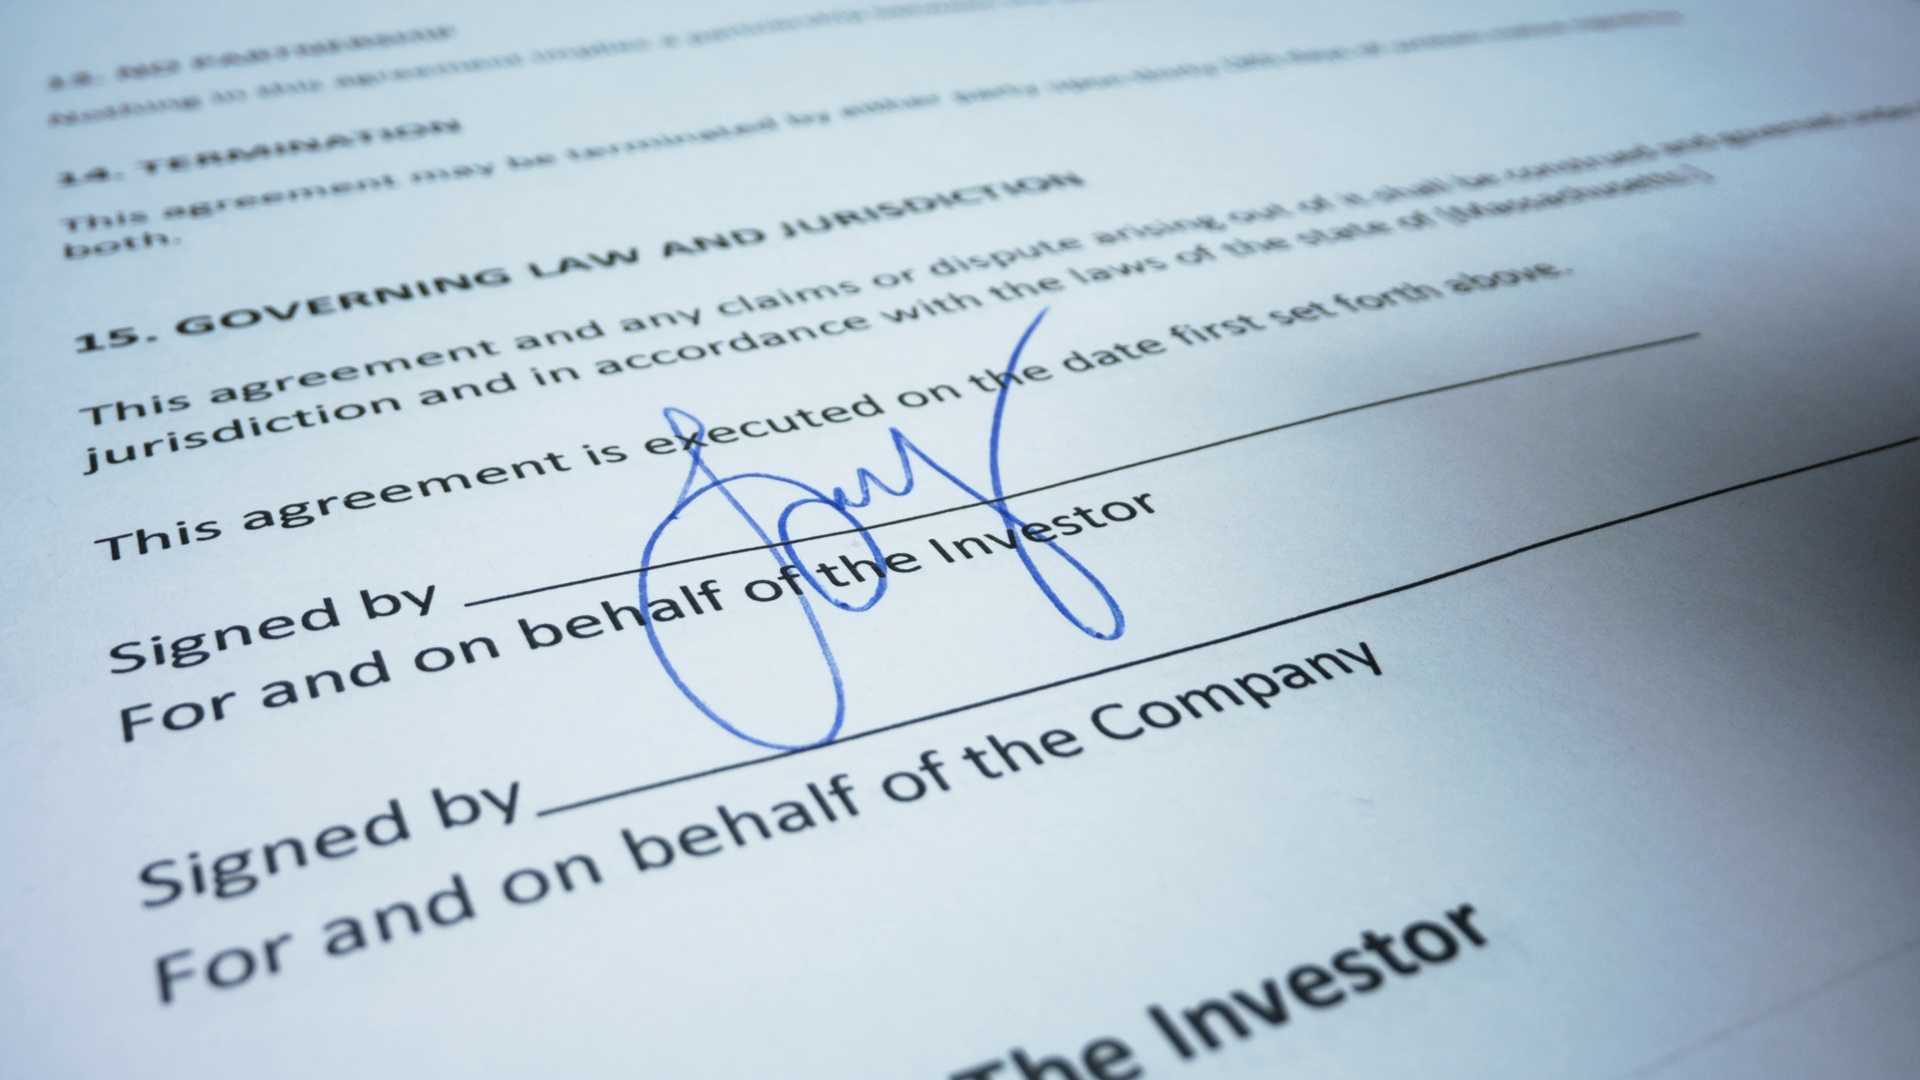 13. NO PARTNERSHIP
Nothing in this agreement implies a partnership between the
14. TERMINATION
This agreement may be terminated by either party upon
both.
15. GOVERNING LAW AND JURISDICTION
This agreement and any claims or dispute arising out of it shall be construed and governed
jurisdiction and in accordance with the laws of the state of [Massachusetts].
This agreement is executed on the date first set forth above.
Signed by
For and on behalf of the Investor
Signed by
For and on behalf of the Company
The Investor